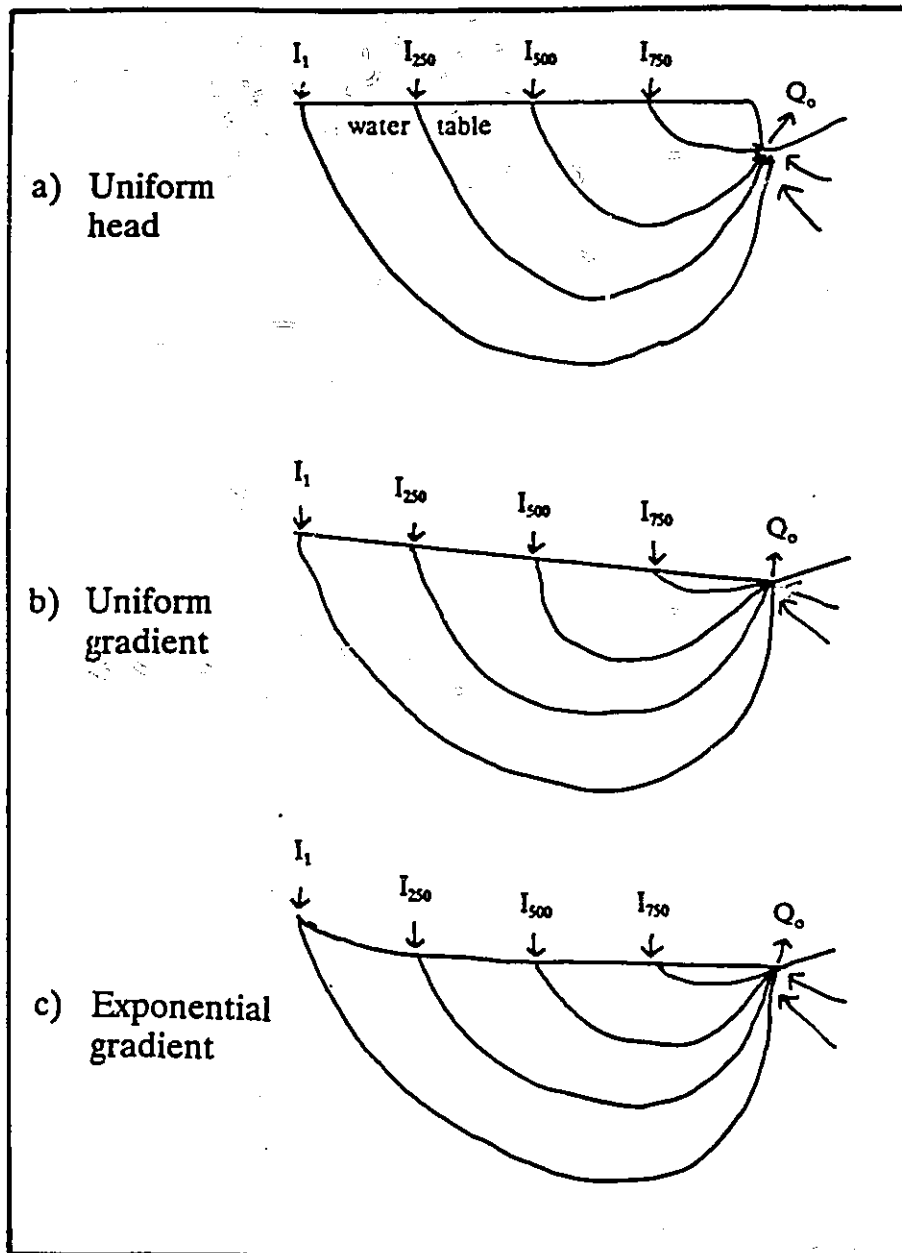 I₁ I₂₅₀ I₅₀₀ I₇₅₀
Qₒ
water table
a) Uniform
head
I₁ I₂₅₀ I₅₀₀ I₇₅₀
Qₒ
b) Uniform
gradient
I₁ I₂₅₀ I₅₀₀ I₇₅₀
Qₒ
c) Exponential
gradient